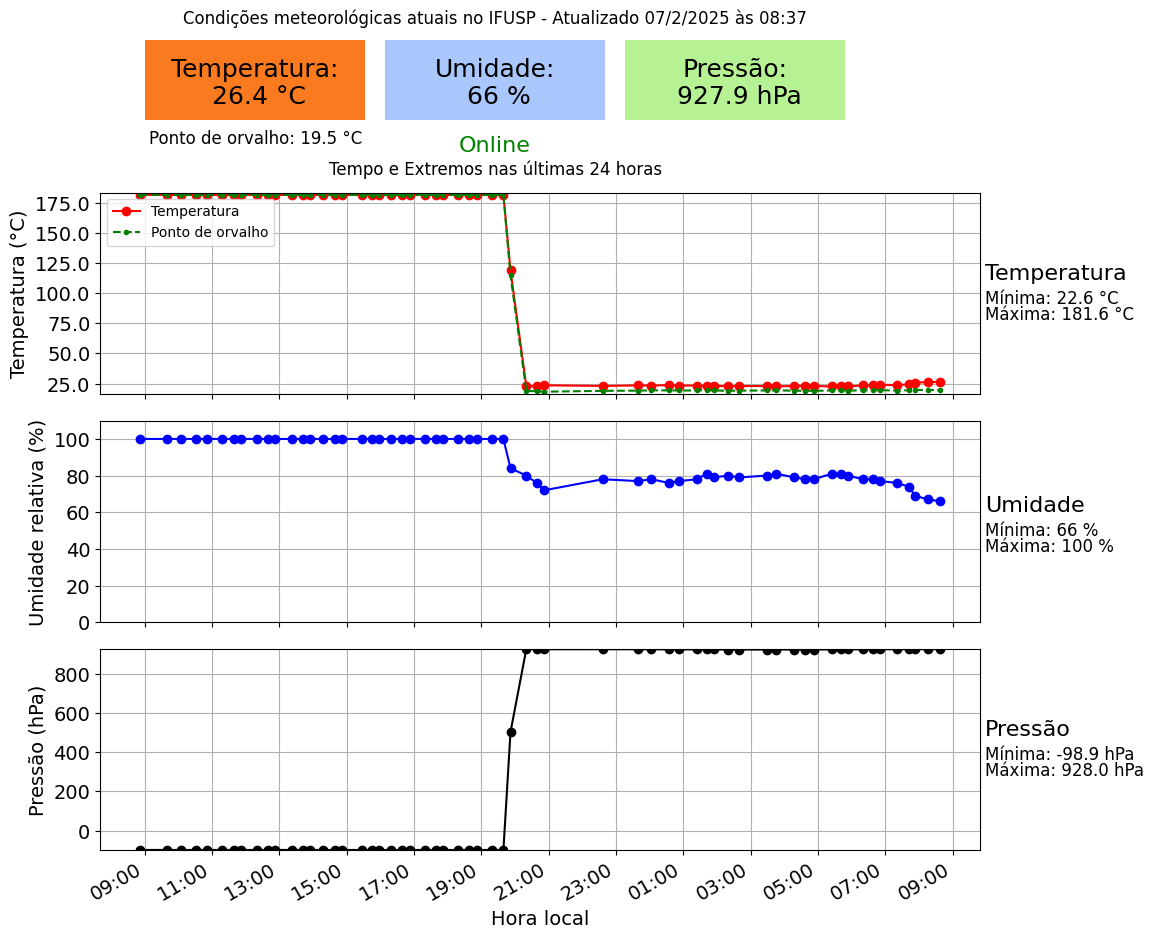 Condições meteorológicas atuais no IFUSP - Atualizado 07/2/2025 às 08:37
Temperatura:
26.4 °C
Umidade:
66 %
Pressão:
927.9 hPa
Ponto de orvalho: 19.5 °C
Online
Tempo e Extremos nas últimas 24 horas
Temperatura (°C)
175.0
150.0
125.0
100.0
75.0
50.0
25.0
Temperatura
Ponto de orvalho
Temperatura
Mínima: 22.6 °C
Máxima: 181.6 °C
Umidade relativa (%)
100
80
60
40
20
0
Umidade
Mínima: 66 %
Máxima: 100 %
Pressão (hPa)
800
600
400
200
0
Pressão
Mínima: -98.9 hPa
Máxima: 928.0 hPa
09:00
11:00
13:00
15:00
17:00
19:00
21:00
23:00
01:00
03:00
05:00
07:00
09:00
Hora local